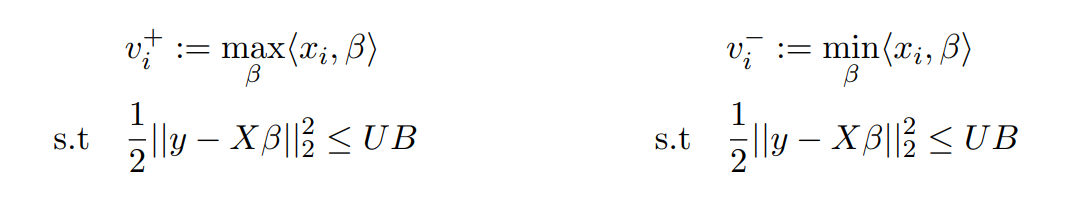 v_i^+ := max_β ⟨x_i, β⟩
s.t 1/2 ||y − Xβ||_2^2 ≤ UB
v_i^- := min_β ⟨x_i, β⟩
s.t 1/2 ||y − Xβ||_2^2 ≤ UB